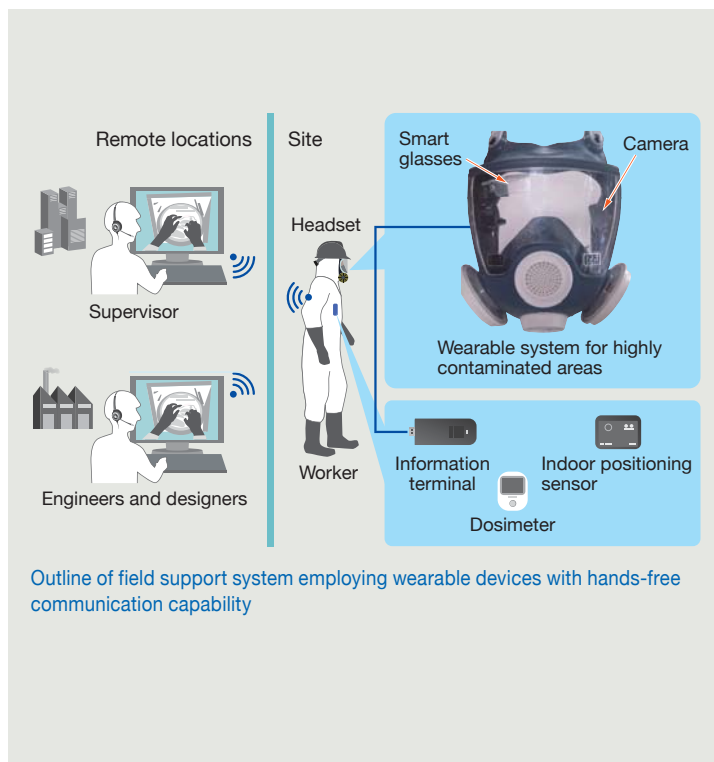 Remote locations
Site
Smart
glasses
Camera
Headset
Supervisor
Wearable system for highly
contaminated areas
Engineers and designers
Worker
Information
terminal
Indoor positioning
sensor
Dosimeter
Outline of field support system employing wearable devices with hands-free
communication capability